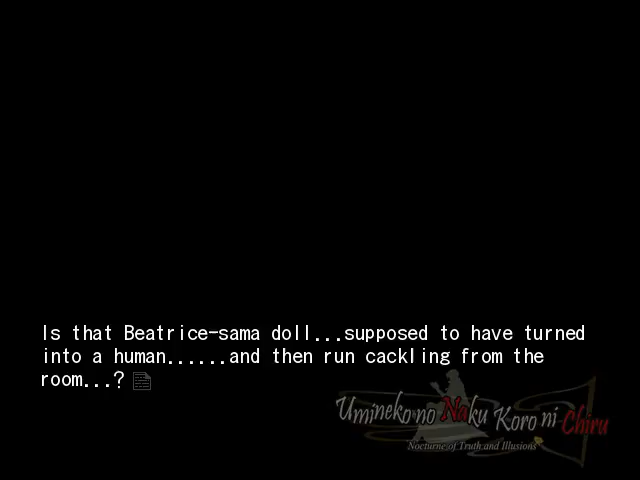 Is that Beatrice-sama doll...supposed to have turned
into a human......and then run cackling from the
room...?
Umineko no Naku Koro ni Chiru
Nocturne of Truth and Illusions